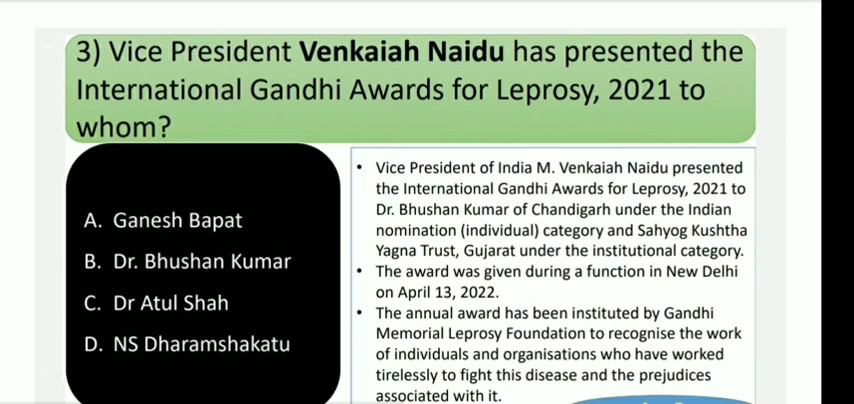 3) Vice President Venkaiah Naidu has presented the
International Gandhi Awards for Leprosy, 2021 to
whom?
A. Ganesh Bapat
B. Dr. Bhushan Kumar
C. Dr Atul Shah
D. NS Dharamshakatu
• Vice President of India M. Venkaiah Naidu presented
the International Gandhi Awards for Leprosy, 2021 to
Dr. Bhushan Kumar of Chandigarh under the Indian
nomination (individual) category and Sahyog Kushtha
Yagna Trust, Gujarat under the institutional category.
• The award was given during a function in New Delhi
on April 13, 2022.
• The annual award has been instituted by Gandhi
Memorial Leprosy Foundation to recognise the work
of individuals and organisations who have worked
tirelessly to fight this disease and the prejudices
associated with it.